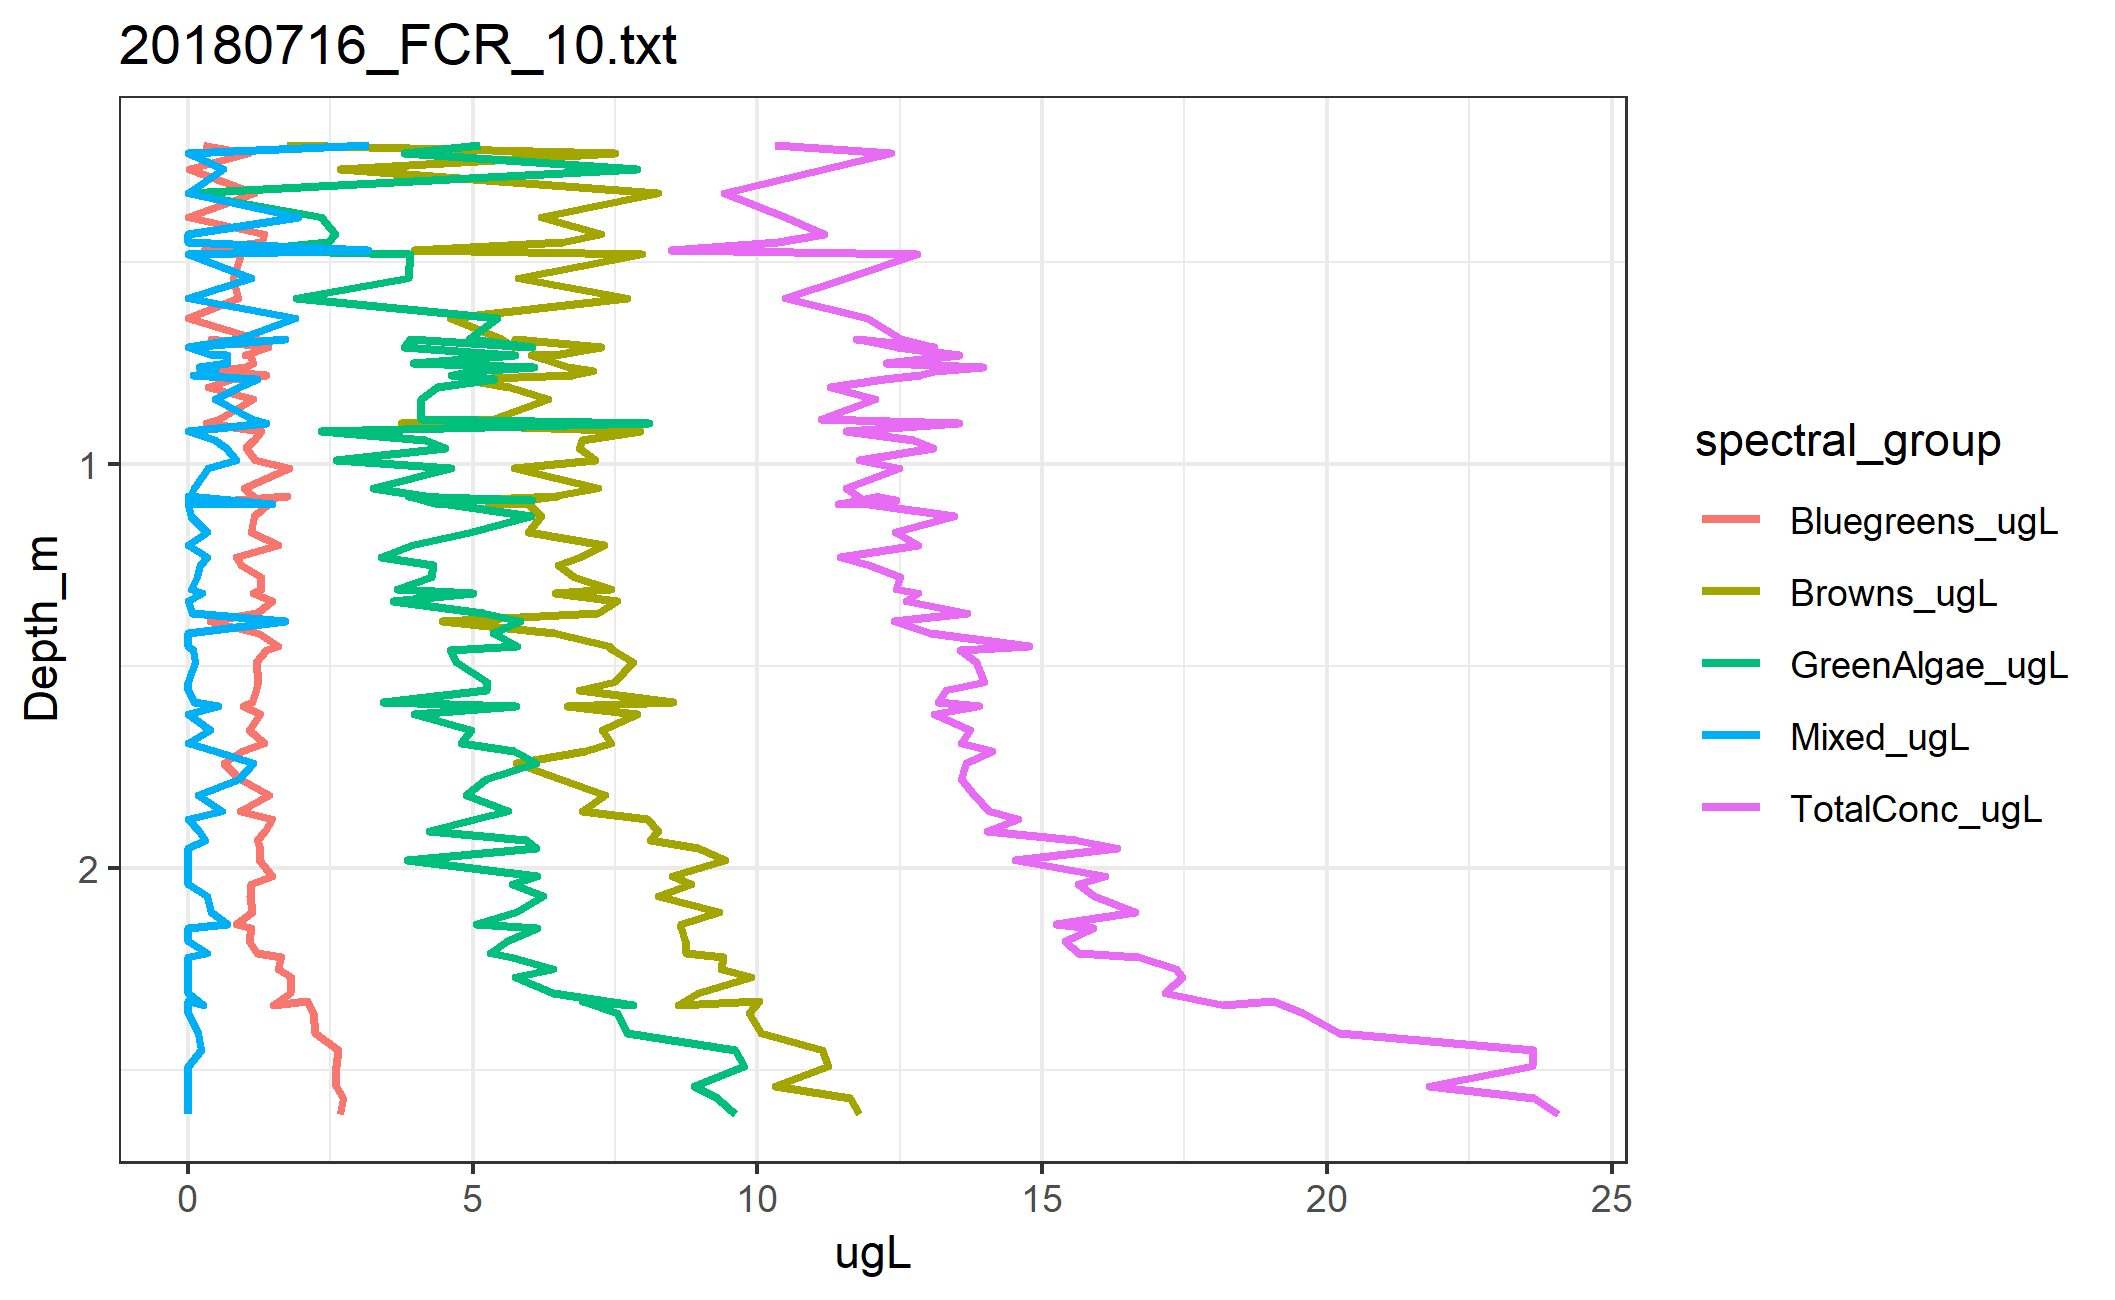 20180716_FCR_10.txt
Depth_m
1
2
0
5
10
15
20
25
ugL
spectral_group
Bluegreens_ugL
Browns_ugL
GreenAlgae_ugL
Mixed_ugL
TotalConc_ugL